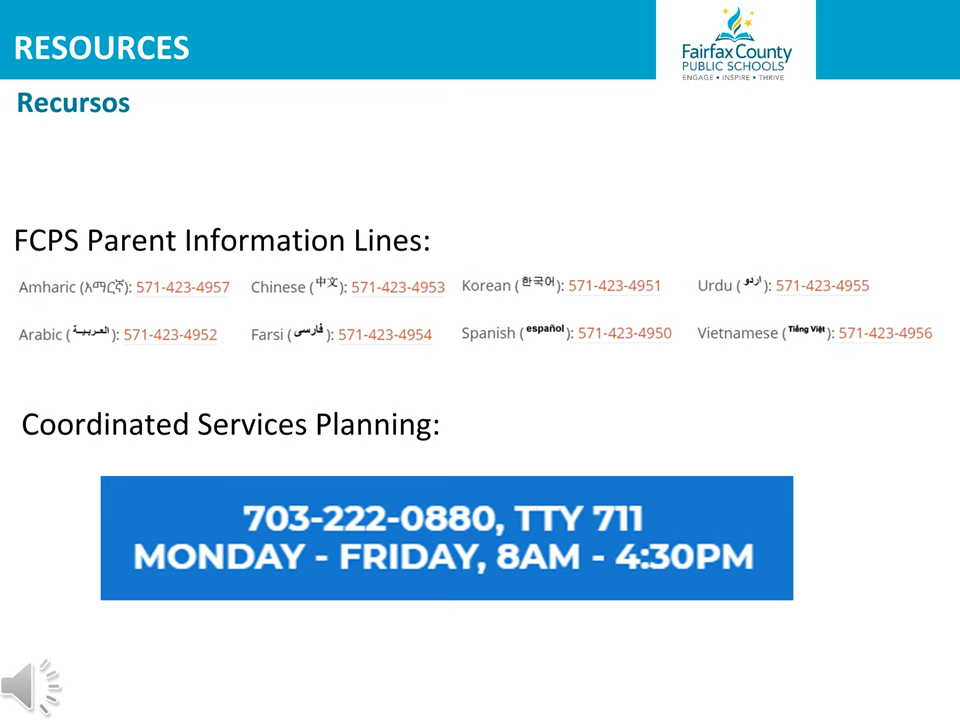 RESOURCES
Fairfax County
PUBLIC SCHOOLS
ENGAGE • INSPIRE • THRIVE
Recursos
FCPS Parent Information Lines:
Amharic (አማርኛ): 571-423-4957 Chinese (中文): 571-423-4953 Korean (한국어): 571-423-4951 Urdu (اردو): 571-423-4955
Arabic (العربيـة): 571-423-4952 Farsi (فارسی): 571-423-4954 Spanish (español): 571-423-4950 Vietnamese (Tiếng Việt): 571-423-4956
Coordinated Services Planning:
703-222-0880, TTY 711
MONDAY - FRIDAY, 8AM - 4:30PM